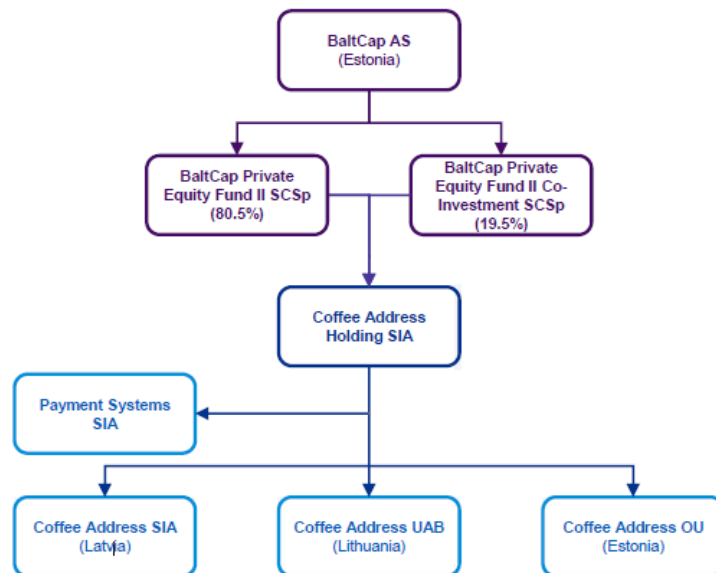 BaltCap AS
(Estonia)
BaltCap Private
Equity Fund II SCSp
(80.5%)
BaltCap Private
Equity Fund II Co-
Investment SCSp
(19.5%)
Coffee Address
Holding SIA
Payment Systems
SIA
Coffee Address SIA
(Latvia)
Coffee Address UAB
(Lithuania)
Coffee Address OU
(Estonia)